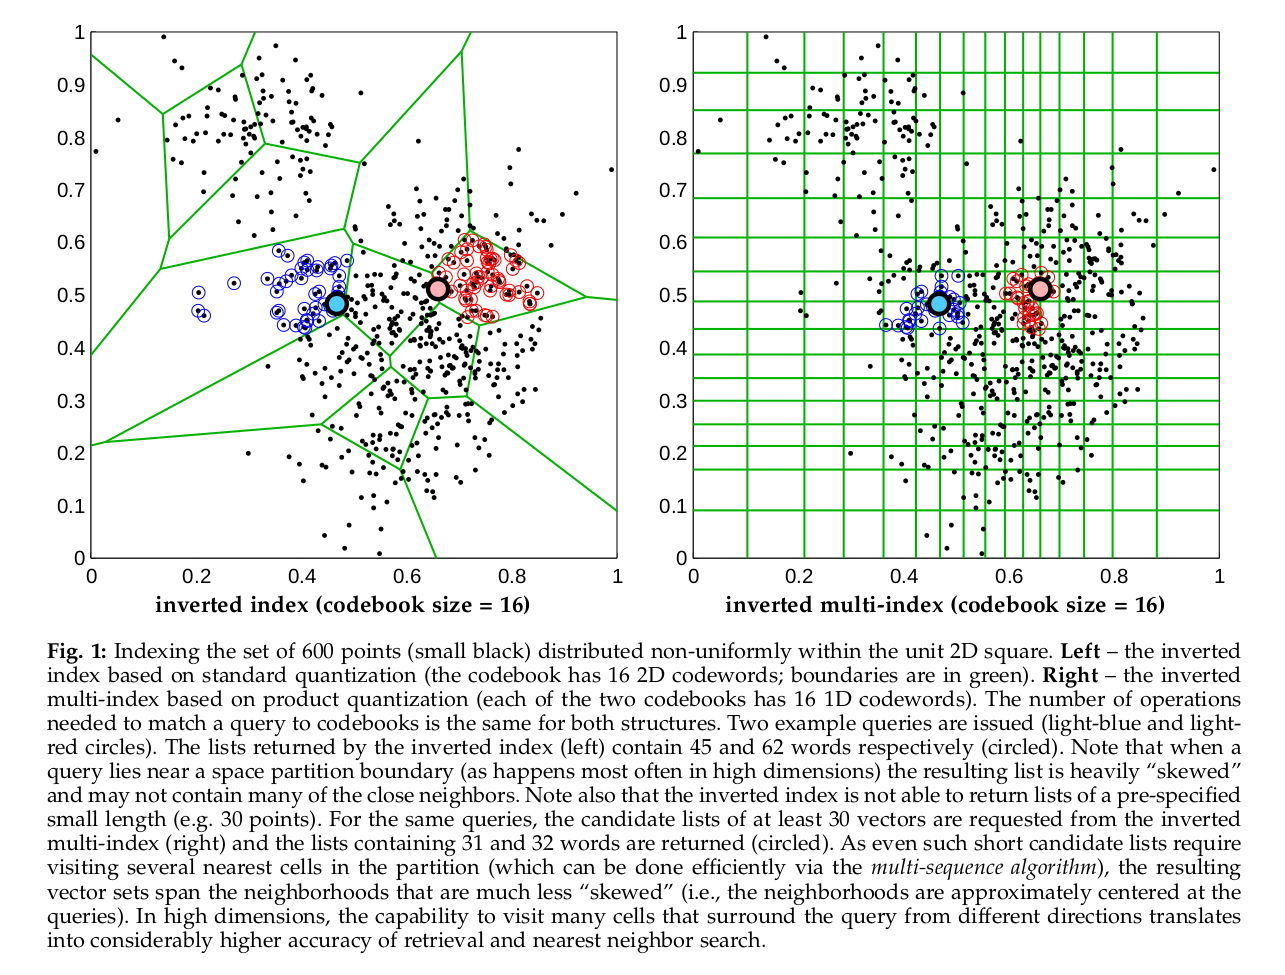 1
0.9
0.8
0.7
0.6
0.5
0.4
0.3
0.2
0.1
0
0 0.2 0.4 0.6 0.8 1
inverted index (codebook size = 16)
1
0.9
0.8
0.7
0.6
0.5
0.4
0.3
0.2
0.1
0
0 0.2 0.4 0.6 0.8 1
inverted multi-index (codebook size = 16)
Fig. 1: Indexing the set of 600 points (small black) distributed non-uniformly within the unit 2D square. Left – the inverted
index based on standard quantization (the codebook has 16 2D codewords; boundaries are in green). Right – the inverted
multi-index based on product quantization (each of the two codebooks has 16 1D codewords). The number of operations
needed to match a query to codebooks is the same for both structures. Two example queries are issued (light-blue and light-
red circles). The lists returned by the inverted index (left) contain 45 and 62 words respectively (circled). Note that when a
query lies near a space partition boundary (as happens most often in high dimensions) the resulting list is heavily “skewed”
and may not contain many of the close neighbors. Note also that the inverted index is not able to return lists of a pre-specified
small length (e.g. 30 points). For the same queries, the candidate lists of at least 30 vectors are requested from the inverted
multi-index (right) and the lists containing 31 and 32 words are returned (circled). As even such short candidate lists require
visiting several nearest cells in the partition (which can be done efficiently via the multi-sequence algorithm), the resulting
vector sets span the neighborhoods that are much less “skewed” (i.e., the neighborhoods are approximately centered at the
queries). In high dimensions, the capability to visit many cells that surround the query from different directions translates
into considerably higher accuracy of retrieval and nearest neighbor search.